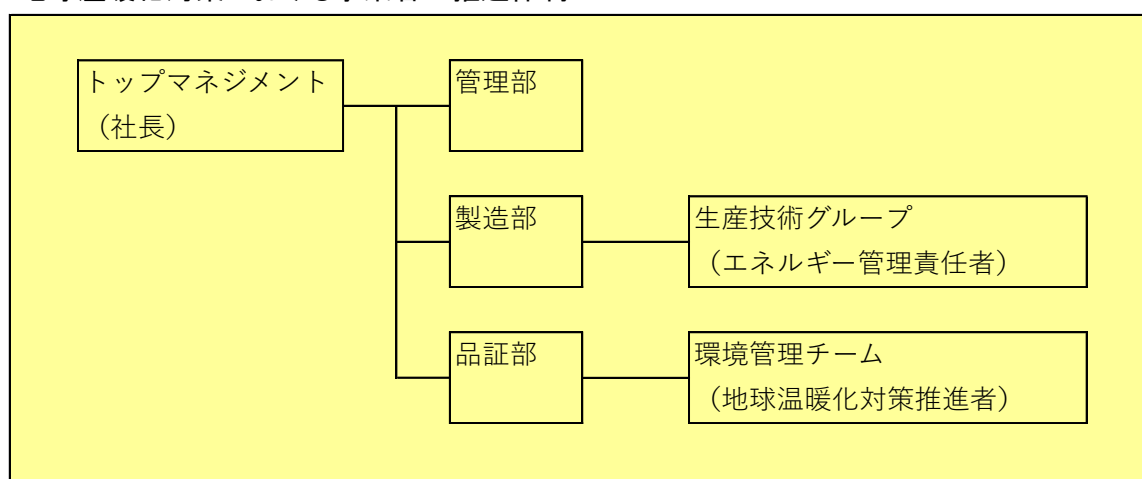 トップマネジメント
（社長）
管理部
製造部
生産技術グループ
（エネルギー管理責任者）
品証部
環境管理チーム
（地球温暖化対策推進者）